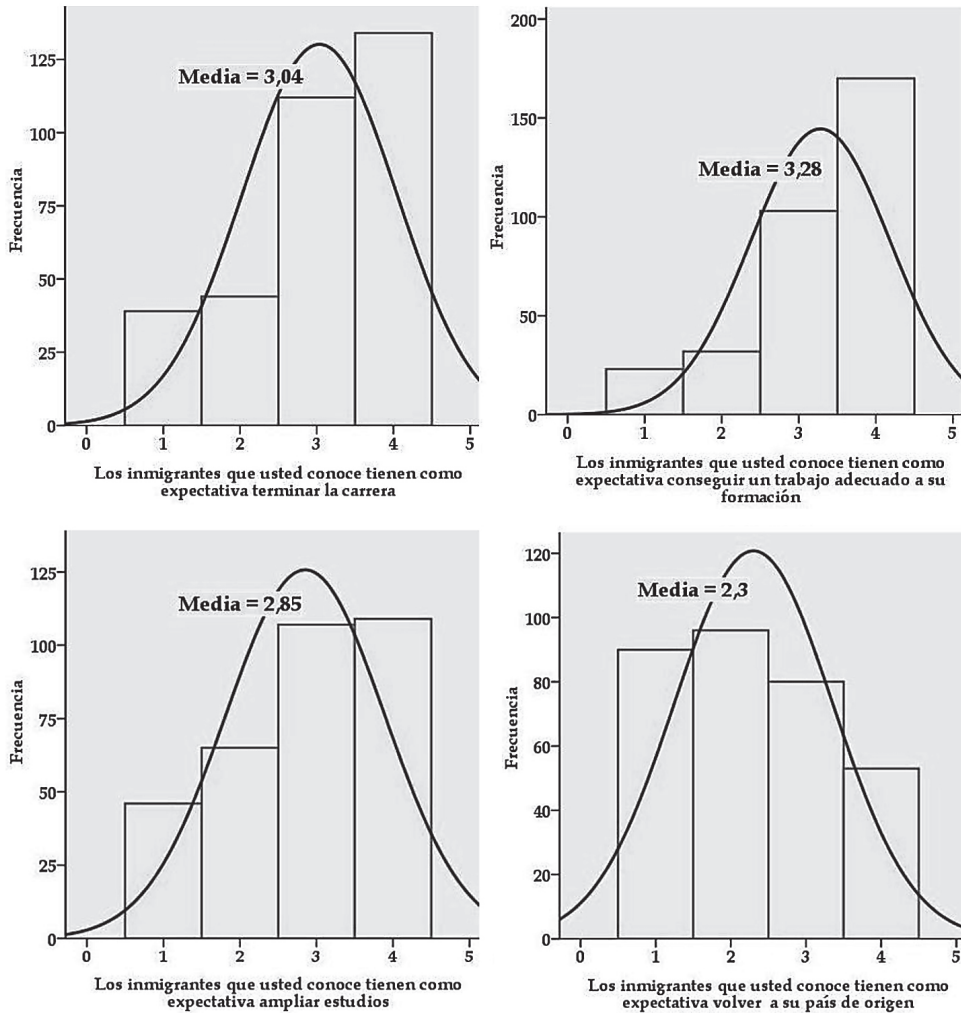 125
100
75
50
25
0
Frecuencia
Media = 3,04
0 1 2 3 4 5
Los inmigrantes que usted conoce tienen como
expectativa terminar la carrera
200
150
100
50
0
Frecuencia
Media = 3,28
0 1 2 3 4 5
Los inmigrantes que usted conoce tienen como
expectativa conseguir un trabajo adecuado a su
formación
125
100
75
50
25
0
Frecuencia
Media = 2,85
0 1 2 3 4 5
Los inmigrantes que usted conoce tienen como
expectativa ampliar estudios
120
100
80
60
40
20
0
Frecuencia
Media = 2,3
0 1 2 3 4 5
Los inmigrantes que usted conoce tienen como
expectativa volver a su país de origen